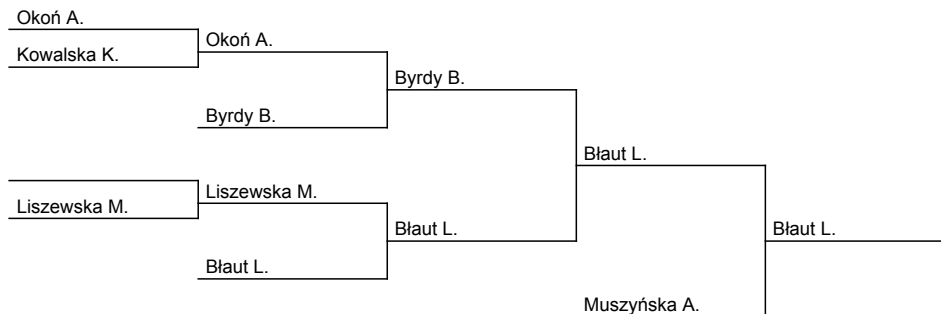 Okoń A.
Kowalska K.
Okoń A.
Byrdy B.
Byrdy B.
Liszewska M.
Liszewska M.
Błaut L.
Błaut L.
Błaut L.
Muszyńska A.
Błaut L.